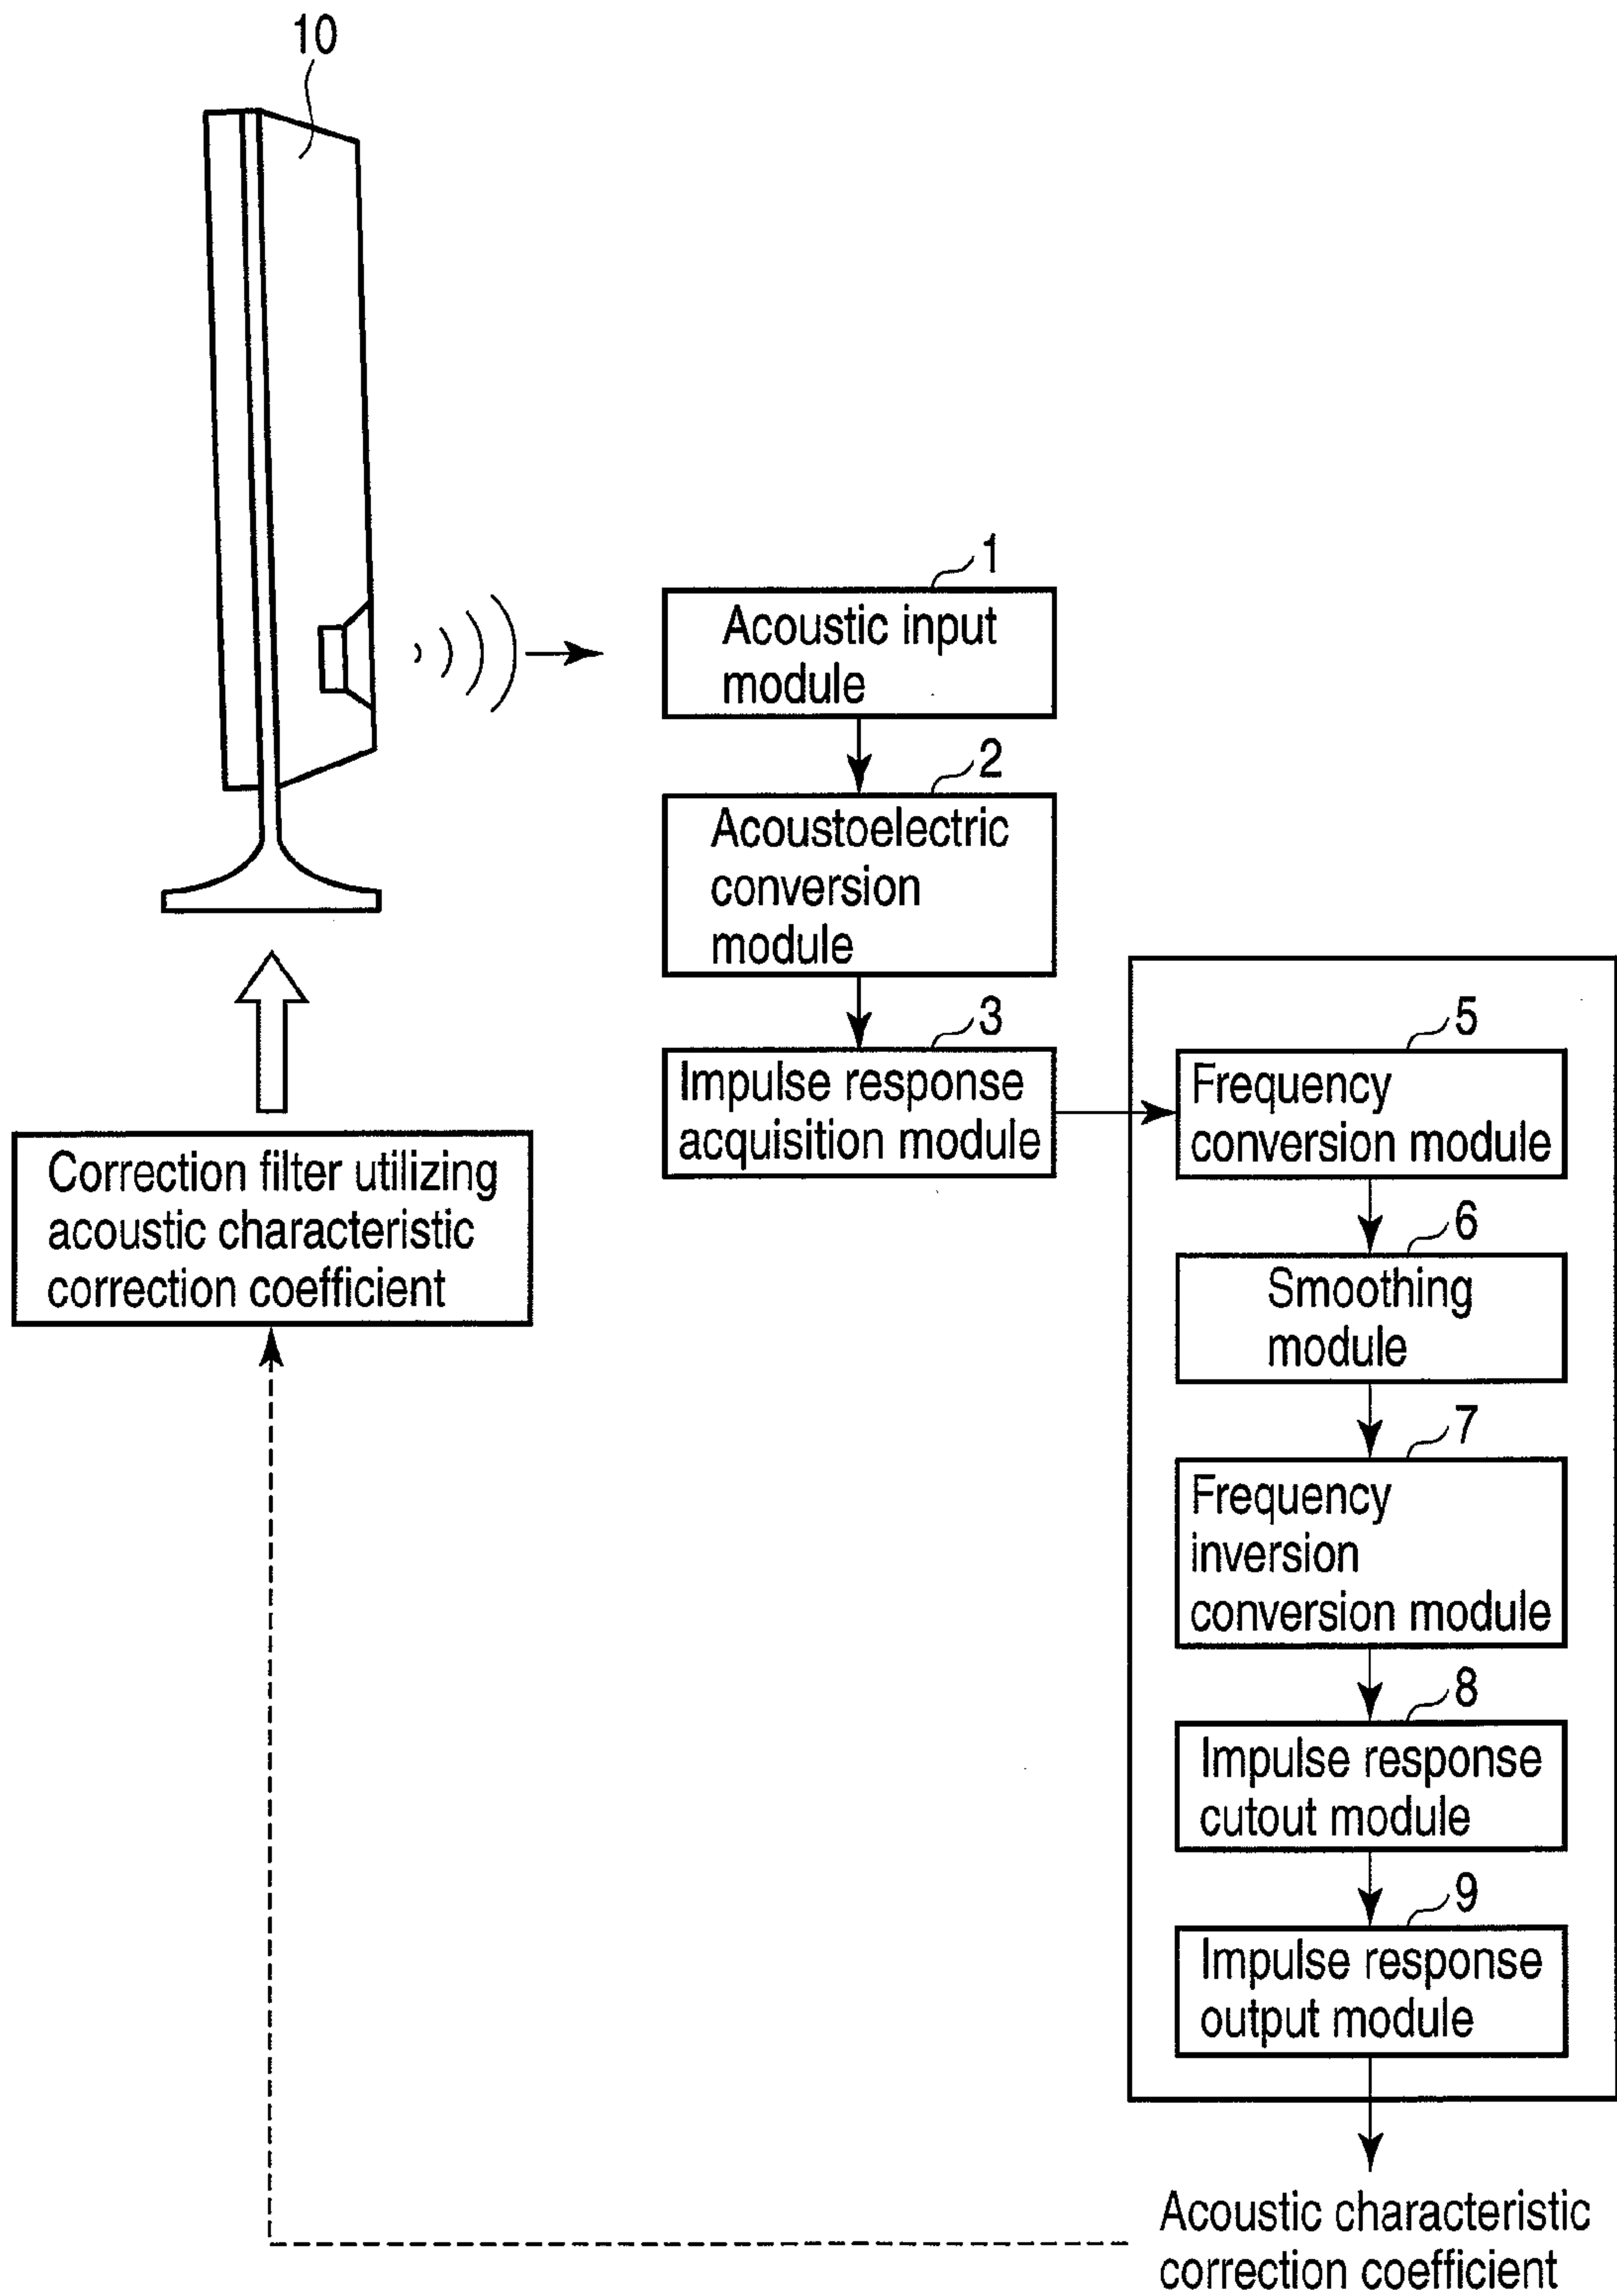 10
1
Acoustic input
module
2
Acoustoelectric
conversion
module
3
Impulse response
acquisition module
5
Frequency
conversion module
6
Smoothing
module
7
Frequency
inversion
conversion module
8
Impulse response
cutout module
9
Impulse response
output module
Correction filter utilizing
acoustic characteristic
correction coefficient
Acoustic characteristic
correction coefficient